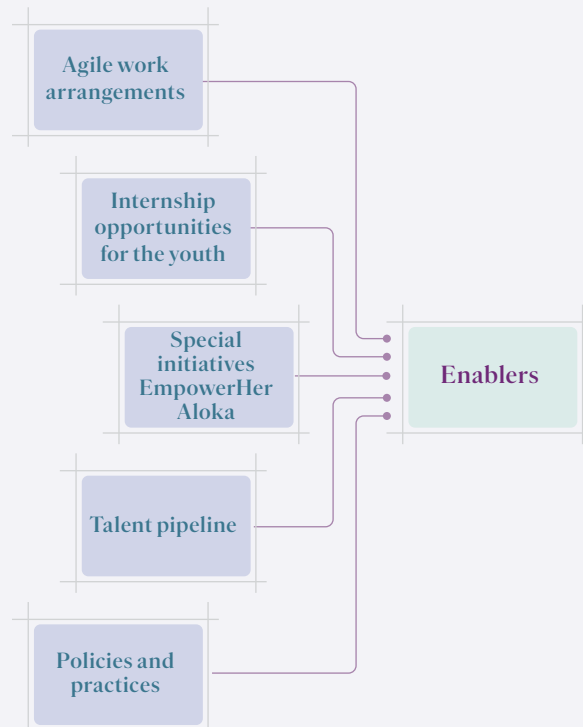 Agile work
arrangements
Internship
opportunities
for the youth
Special
initiatives
EmpowerHer
Aloka
Enablers
Talent pipeline
Policies and
practices